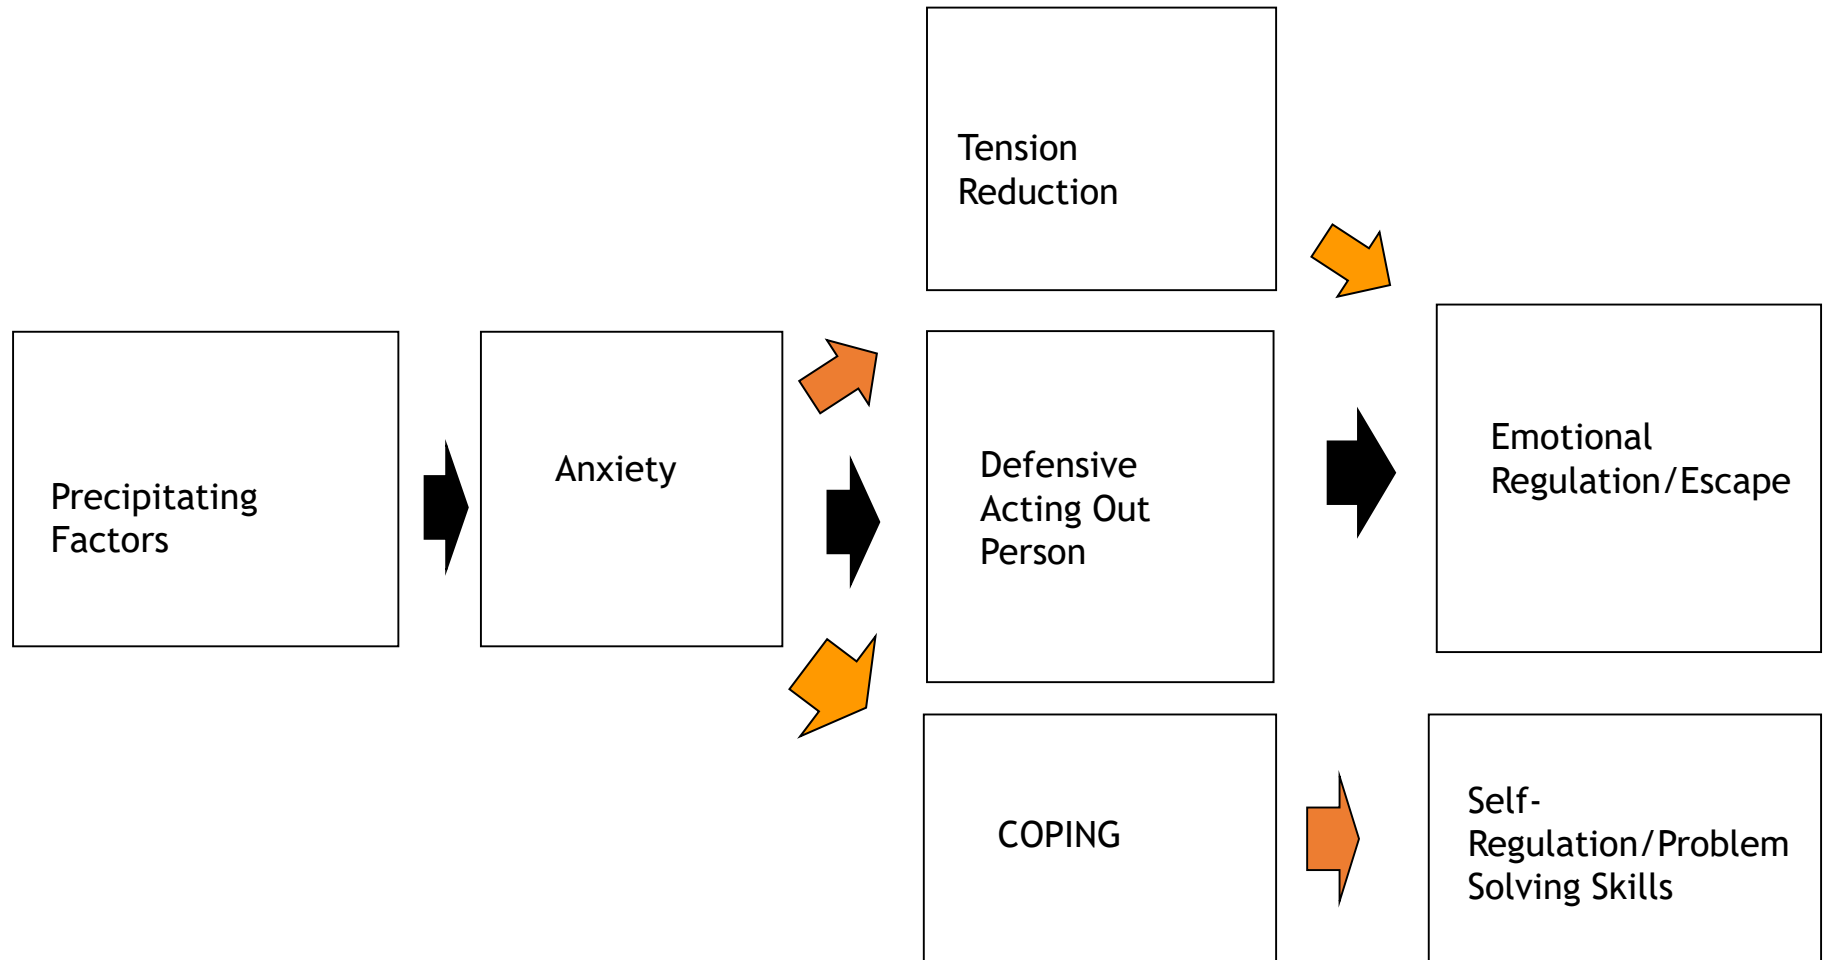 Tension
Reduction
Precipitating
Factors
Anxiety
Defensive
Acting Out
Person
Emotional
Regulation/Escape
COPING
Self-
Regulation/Problem
Solving Skills